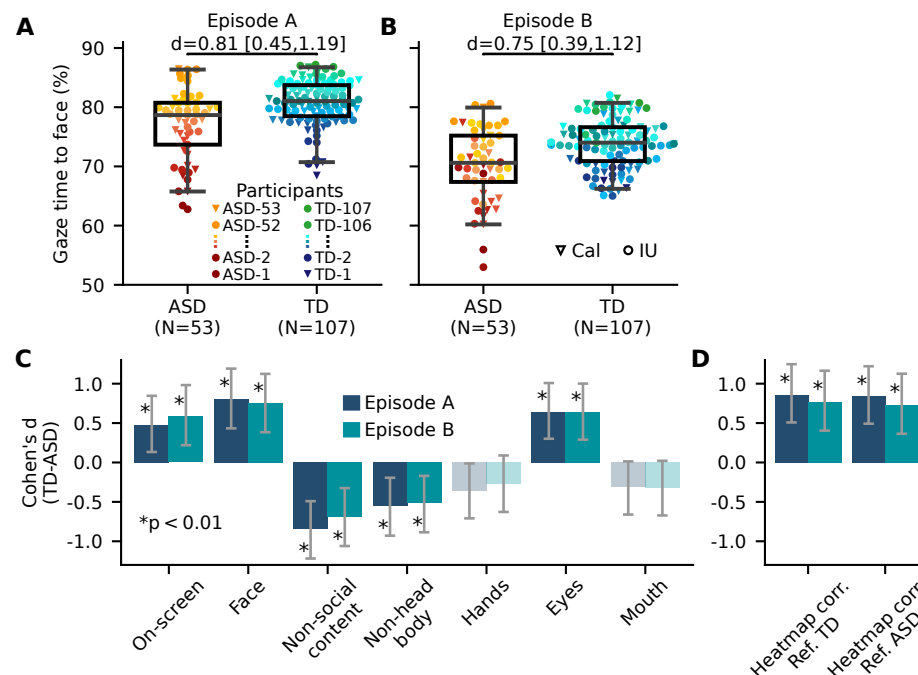 A
Episode A
d=0.81 [0.45,1.19]
B
Episode B
d=0.75 [0.39,1.12]
Gaze time to face (%)
90
80
70
60
50
Participants
ASD-53
TD-107
ASD-52
TD-106
ASD-2
TD-2
ASD-1
TD-1
Cal
IU
ASD
(N=53)
TD
(N=107)
ASD
(N=53)
TD
(N=107)
C
Cohen's d
(TD-ASD)
1.0
0.5
0.0
-0.5
-1.0
* * * * * * * * * *
Episode A
Episode B
*p < 0.01
On-screen
Face
Non-social
content
Non-head
body
Hands
Eyes
Mouth
D
1.0
0.5
0.0
-0.5
-1.0
* * * *
Heatmap corr.
Ref. TD
Heatmap corr
Ref. ASD